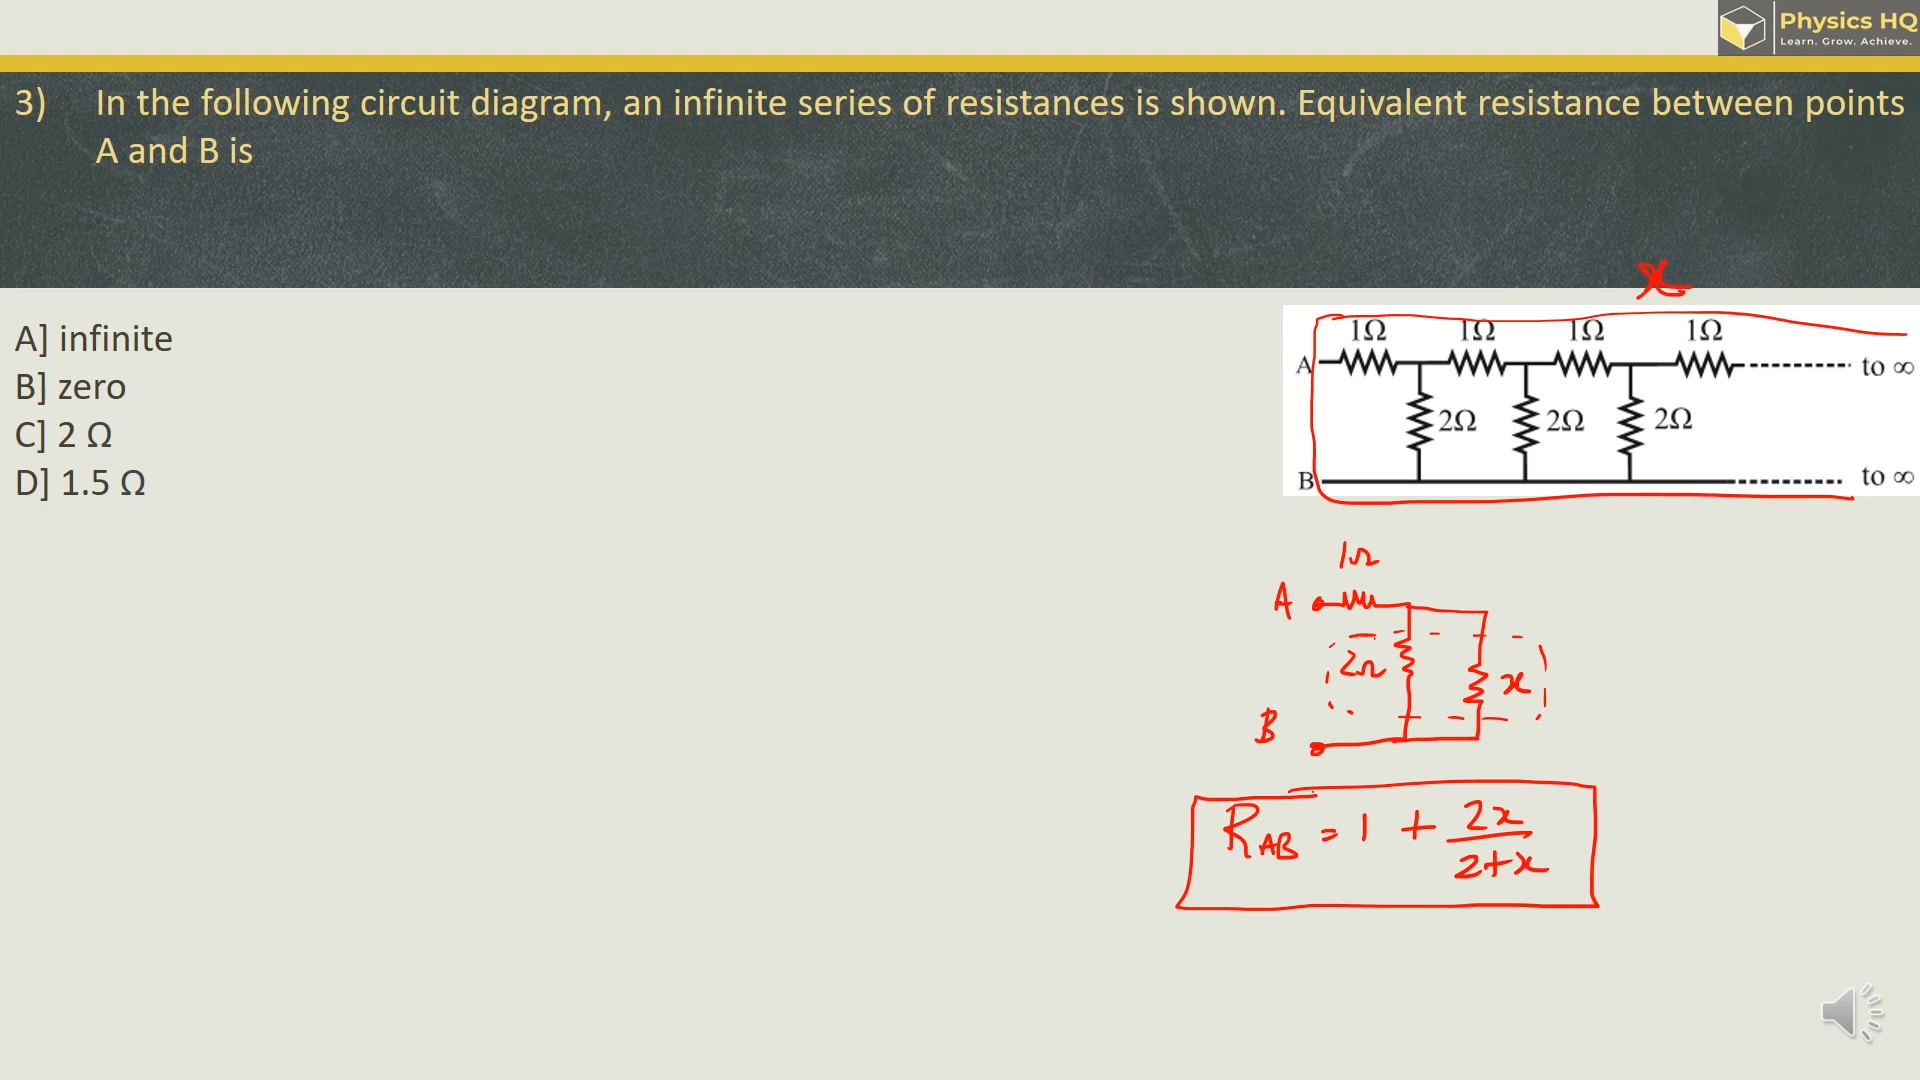 Physics HQ
Learn. Grow. Achieve.
3) In the following circuit diagram, an infinite series of resistances is shown. Equivalent resistance between points
A and B is
A] infinite
B] zero
C] 2 Ω
D] 1.5 Ω
x
1Ω 1Ω 1Ω 1Ω
A to ∞
2Ω 2Ω 2Ω
B to ∞
1Ω
A
2Ω x
B
R_AB = 1 + 2x/(2+x)